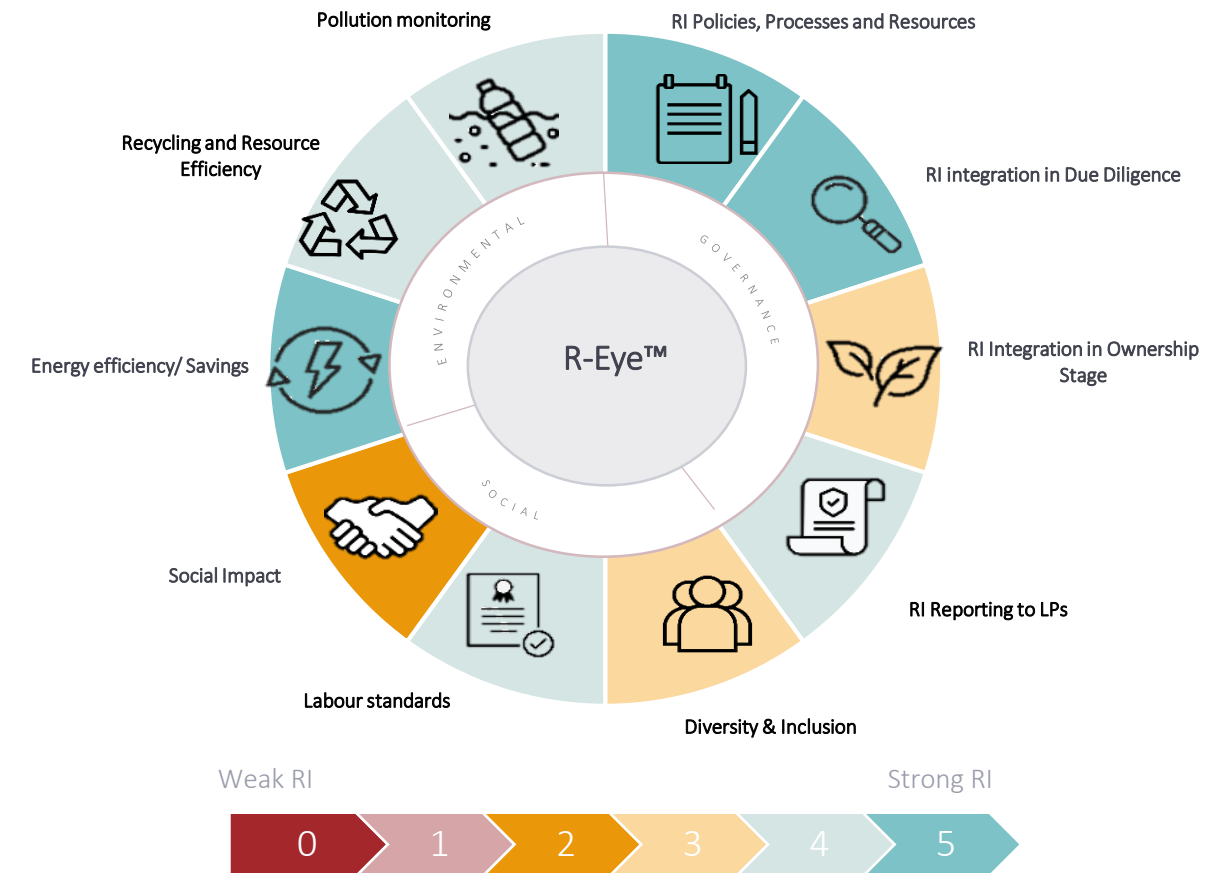 Pollution monitoring
RI Policies, Processes and Resources
Recycling and Resource
Efficiency
RI integration in Due Diligence
ENVIRONMENTAL
GOVERNANCE
R-Eye™
Energy efficiency/ Savings
RI Integration in Ownership
Stage
SOCIAL
Social Impact
RI Reporting to LPs
Labour standards
Diversity & Inclusion
Weak RI
Strong RI
0 1 2 3 4 5